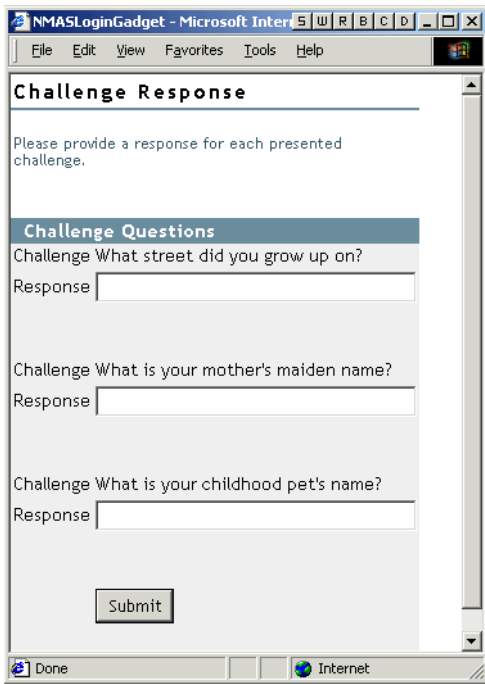 NMASLoginGadget - Microsoft Inter S W R B C D
File Edit View Favorites Tools Help
Challenge Response
Please provide a response for each presented
challenge.
Challenge Questions
Challenge What street did you grow up on?
Response
Challenge What is your mother's maiden name?
Response
Challenge What is your childhood pet's name?
Response
Submit
Done Internet